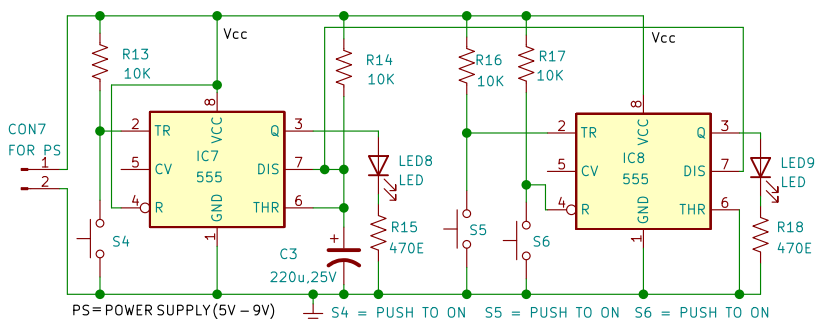 R13
10K
Vcc
R14
10K
R16
10K
R17
10K
Vcc
CON7
FOR PS
1
2
2
TR
5
CV
4
R
8
VCC
IC7
555
GND
1
Q
3
DIS
7
THR
6
S4
C3
+
220u,25V
LED8
LED
R15
470E
S5
S6
2
TR
5
CV
4
R
8
VCC
IC8
555
GND
1
Q
3
DIS
7
THR
6
LED9
LED
R18
470E
PS=POWER SUPPLY(5V – 9V)
S4 = PUSH TO ON
S5 = PUSH TO ON
S6 = PUSH TO ON